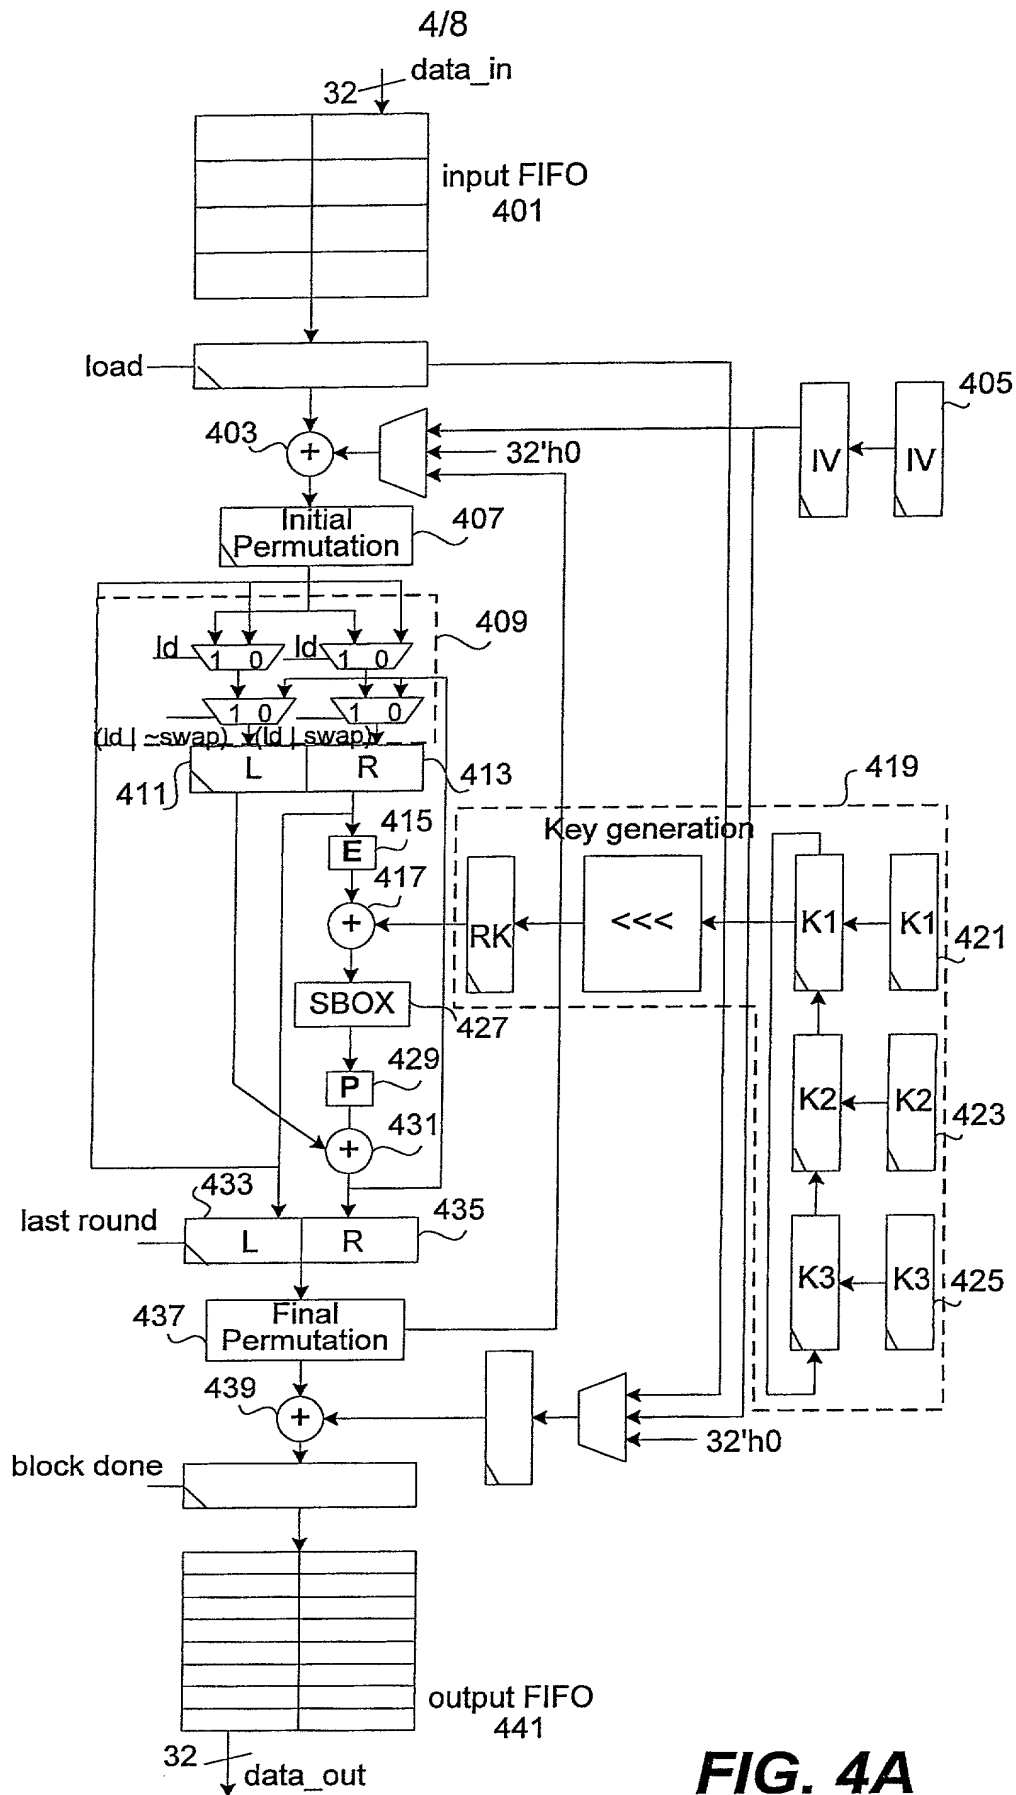 4/8
data_in
32
input FIFO
401
load
405
403
32'h0
IV
IV
Initial
Permutation
407
409
ld
1 0
ld
1 0
1 0
1 0
(ld | ~swap)
(ld | swap)
411
L
R
413
419
415
Key generation
E
417
+
RK
<<<
K1
K1
421
SBOX
427
429
P
K2
K2
423
431
+
433
last round
435
L
R
K3
K3
425
437
Final
Permutation
439
+
32'h0
block done
output FIFO
441
32
data_out
FIG. 4A